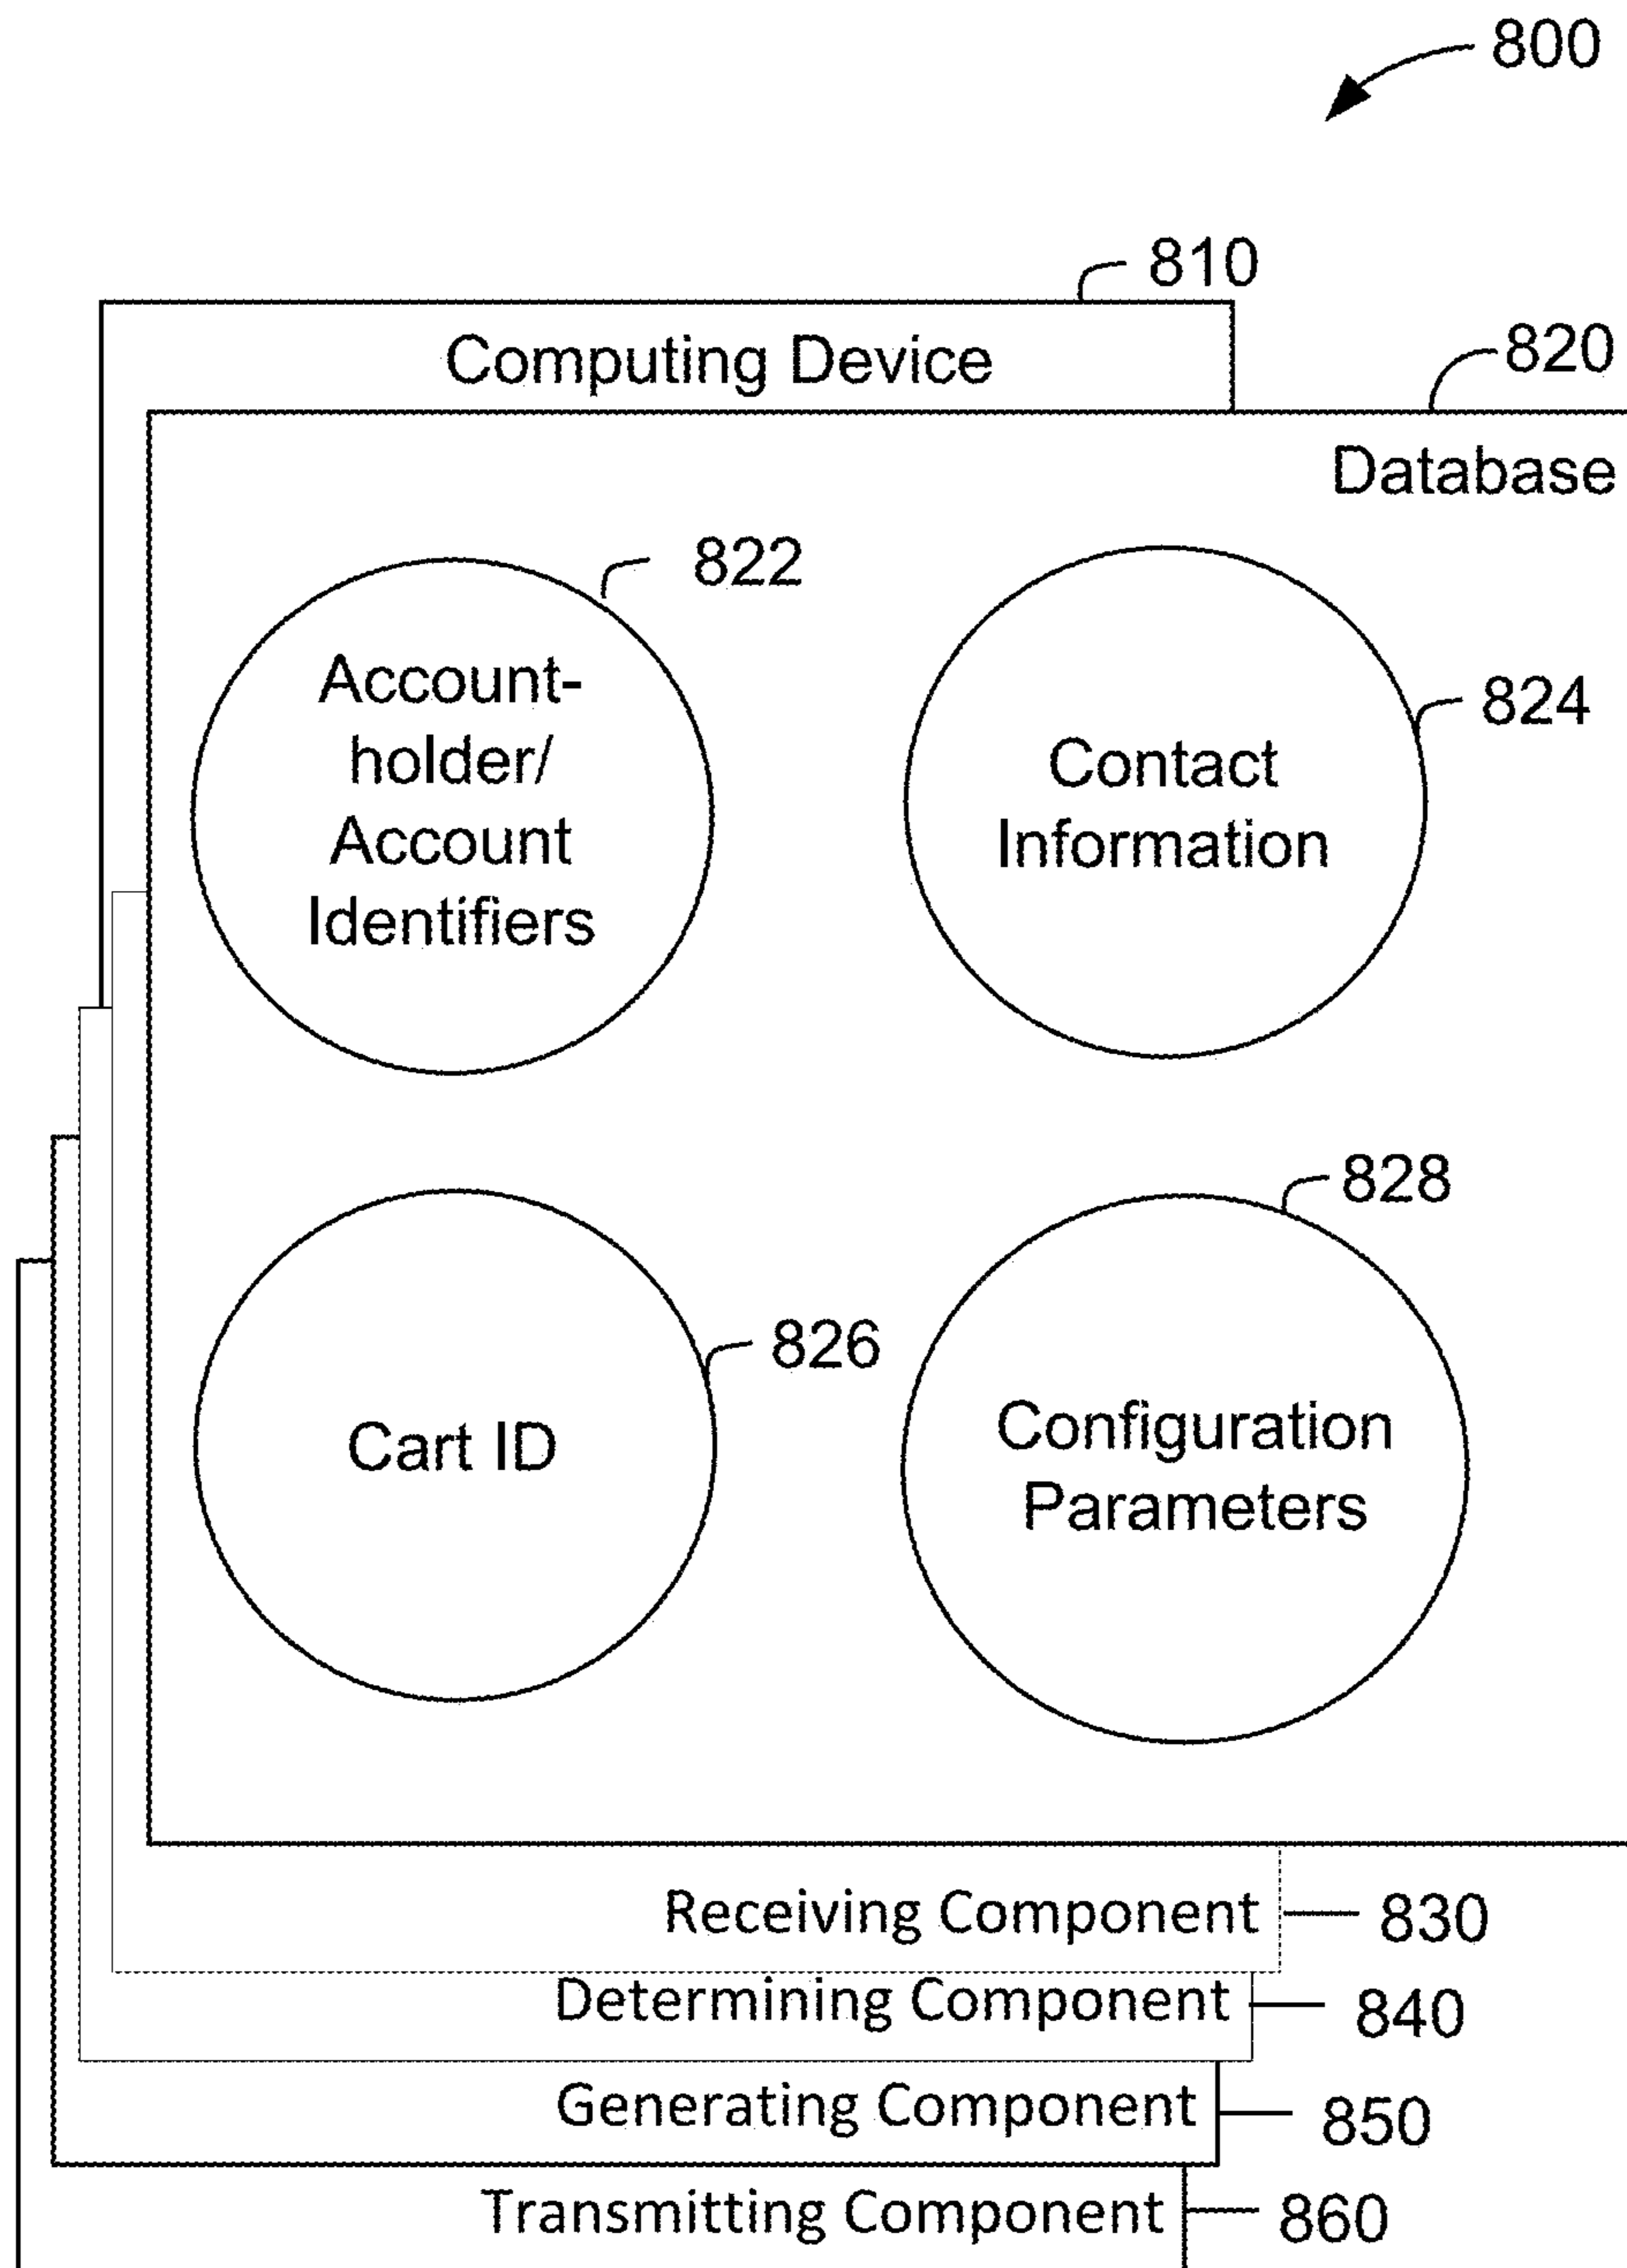 800
810
Computing Device
820
Database
822
Account-
holder/
Account
Identifiers
824
Contact
Information
826
Cart ID
828
Configuration
Parameters
Receiving Component
830
Determining Component
840
Generating Component
850
Transmitting Component
860